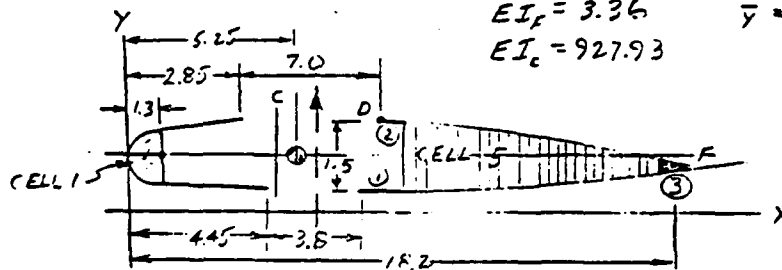 Y
EI_F = 3.36
ȳ =
EI_c = 927.93
5.25
2.85
7.0
1.3
C
D
②
1.5
CELL 5
F
CELL 1
①
③
X
4.45
3.8
18.2